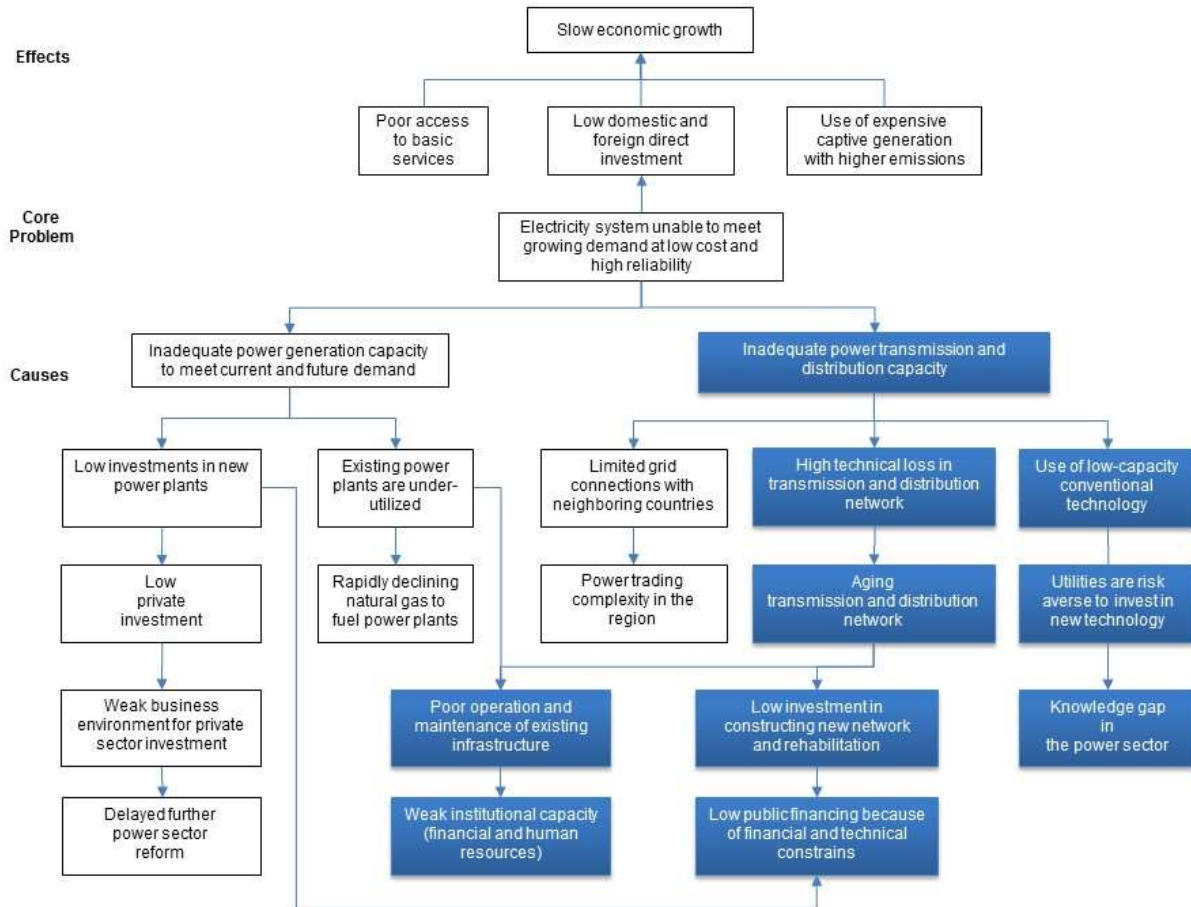 Slow economic growth
Effects
Poor access
to basic
services
Low domestic and
foreign direct
investment
Use of expensive
captive generation
with higher emissions
Core
Problem
Electricity system unable to meet
growing demand at low cost and
high reliability
Inadequate power generation capacity
to meet current and future demand
Inadequate power transmission and
distribution capacity
Causes
Low investments in new
power plants
Existing power
plants are under-
utilized
Limited grid
connections with
neighboring countries
High technical loss in
transmission and distribution
network
Use of low-capacity
conventional
technology
Low
private
investment
Rapidly declining
natural gas to
fuel power plants
Power trading
complexity in the
region
Aging
transmission and distribution
network
Utilities are risk
averse to invest in
new technology
Weak business
environment for private
sector investment
Poor operation and
maintenance of existing
infrastructure
Low investment in
constructing new network
and rehabilitation
Knowledge gap
in
the power sector
Delayed further
power sector
reform
Weak institutional capacity
(financial and human
resources)
Low public financing because
of financial and technical
constrains